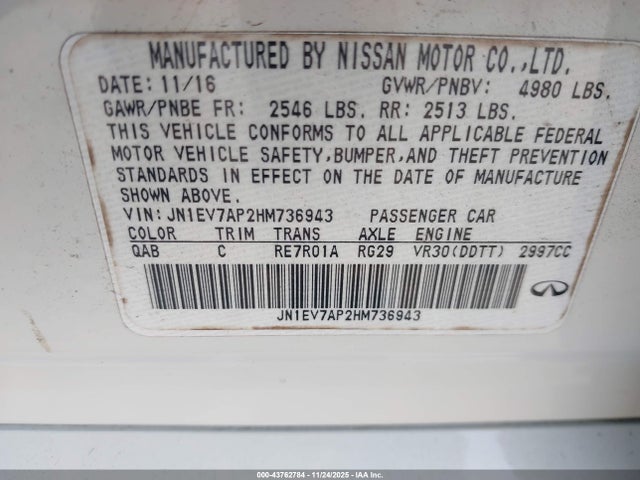 MANUFACTURED BY NISSAN MOTOR CO.,LTD.
DATE: 11/16 GVWR/PNBV: 4980 LBS.
GAWR/PNBE FR: 2546 LBS. RR: 2513 LBS.
THIS VEHICLE CONFORMS TO ALL APPLICABLE FEDERAL
MOTOR VEHICLE SAFETY,BUMPER,AND THEFT PREVENTION
STANDARDS IN EFFECT ON THE DATE OF MANUFACTURE
SHOWN ABOVE.
VIN: JN1EV7AP2HM736943 PASSENGER CAR
COLOR TRIM TRANS AXLE ENGINE
QAB C RE7R01A RG29 VR30(DDTT) 2997CC
JN1EV7AP2HM736943
INFINITI
000-43762784 - 11/24/2025 - IAA, Inc.